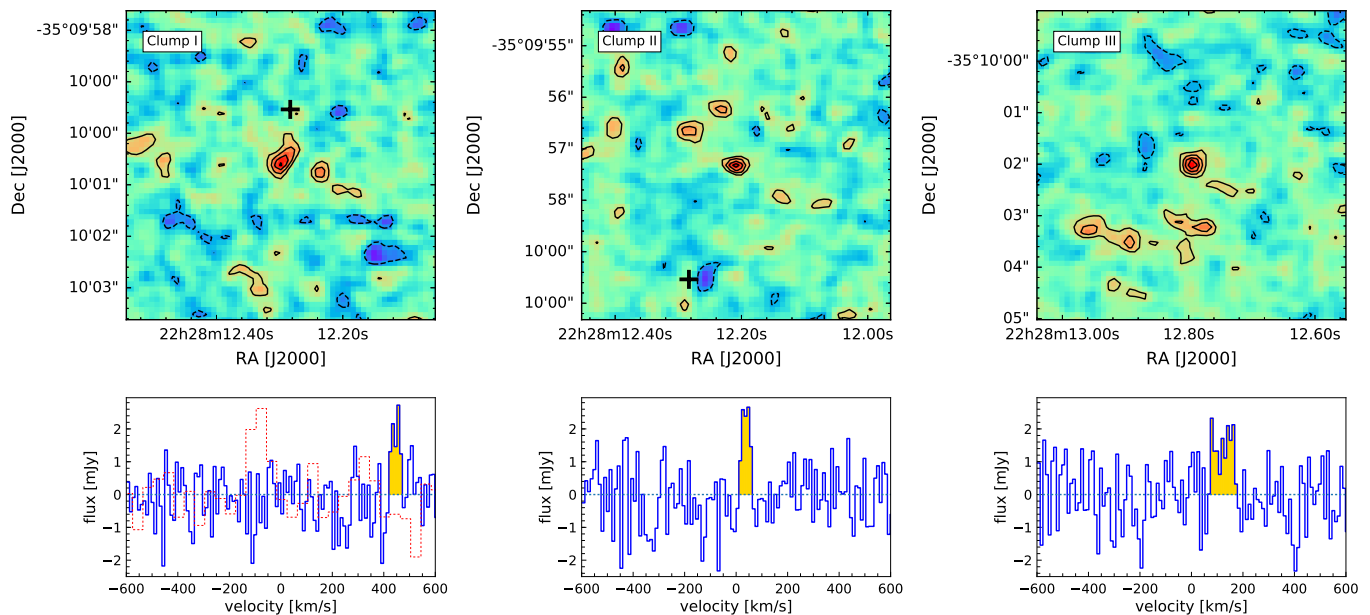 Clump I
-35°09'58"
10'00"
10'00"
10'01"
10'02"
10'03"
Dec [J2000]
22h28m12.40s
12.20s
RA [J2000]
Clump II
-35°09'55"
56"
57"
58"
10'00"
10'00"
Dec [J2000]
22h28m12.40s
12.20s
12.00s
RA [J2000]
Clump III
-35°10'00"
01"
02"
03"
04"
05"
Dec [J2000]
22h28m13.00s
12.80s
12.60s
RA [J2000]
flux [mJy]
2
1
0
−1
−2
−600
−400
−200
0
200
400
600
velocity [km/s]
flux [mJy]
2
1
0
−1
−2
−600
−400
−200
0
200
400
600
velocity [km/s]
flux [mJy]
2
1
0
−1
−2
−600
−400
−200
0
200
400
600
velocity [km/s]